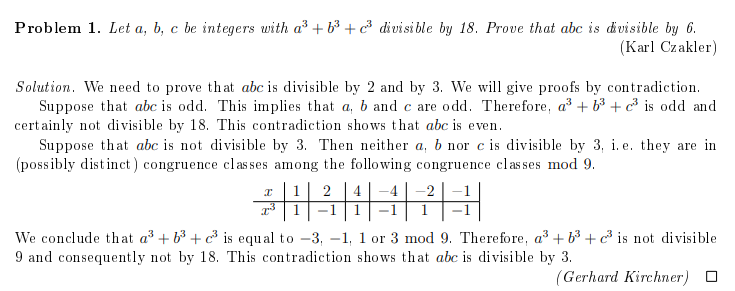 Problem 1. Let a, b, c be integers with a³ + b³ + c³ divisible by 18. Prove that abc is divisible by 6.
(Karl Czakler)
Solution. We need to prove that abc is divisible by 2 and by 3. We will give proofs by contradiction.
Suppose that abc is odd. This implies that a, b and c are odd. Therefore, a³ + b³ + c³ is odd and
certainly not divisible by 18. This contradiction shows that abc is even.
Suppose that abc is not divisible by 3. Then neither a, b nor c is divisible by 3, i.e. they are in
(possibly distinct) congruence classes among the following congruence classes mod 9.
x | 1 | 2 | 4 | −4 | −2 | −1
x³ | 1 | −1 | 1 | −1 | 1 | −1
We conclude that a³ + b³ + c³ is equal to −3, −1, 1 or 3 mod 9. Therefore, a³ + b³ + c³ is not divisible
9 and consequently not by 18. This contradiction shows that abc is divisible by 3.
(Gerhard Kirchner) □